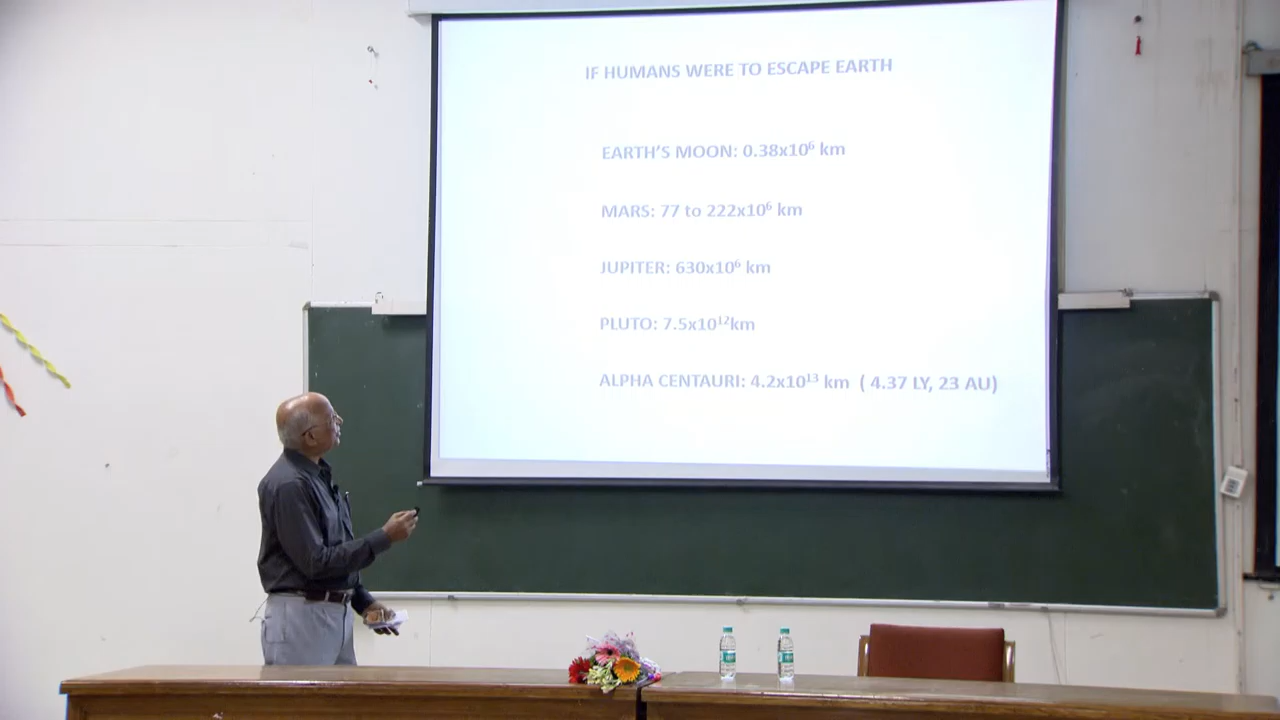 IF HUMANS WERE TO ESCAPE EARTH
EARTH'S MOON: 0.38x10⁶ km
MARS: 77 to 222x10⁶ km
JUPITER: 630x10⁶ km
PLUTO: 7.5x10¹²km
ALPHA CENTAURI: 4.2x10¹³ km ( 4.37 LY, 23 AU)